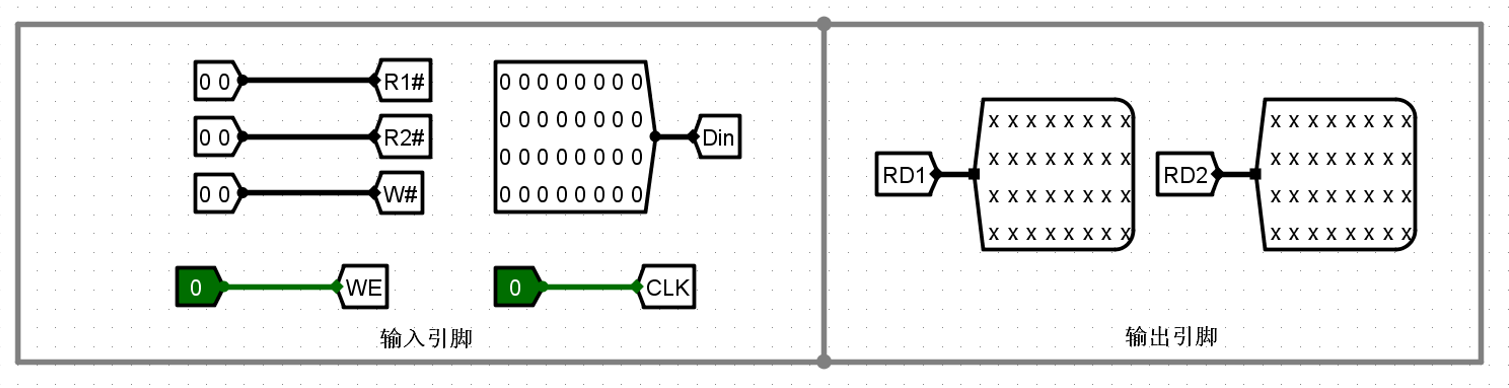 0 0 R1#
0 0 R2#
0 0 W#
0 0 0 0 0 0 0 0
0 0 0 0 0 0 0 0
0 0 0 0 0 0 0 0
0 0 0 0 0 0 0 0
Din
0 WE
0 CLK
输入引脚
RD1
x x x x x x x x
x x x x x x x x
x x x x x x x x
x x x x x x x x
RD2
x x x x x x x x
x x x x x x x x
x x x x x x x x
x x x x x x x x
输出引脚